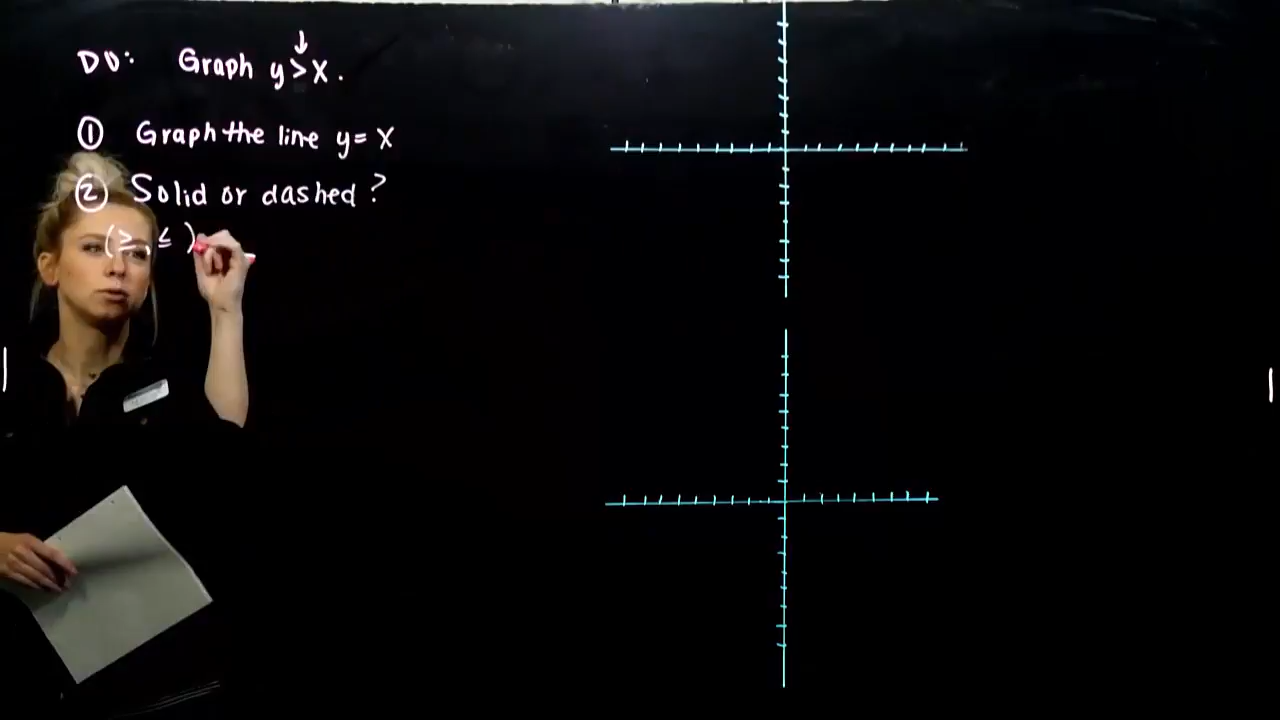 DO: Graph y > x.
① Graph the line y = x
② Solid or dashed?
(≥, ≤)